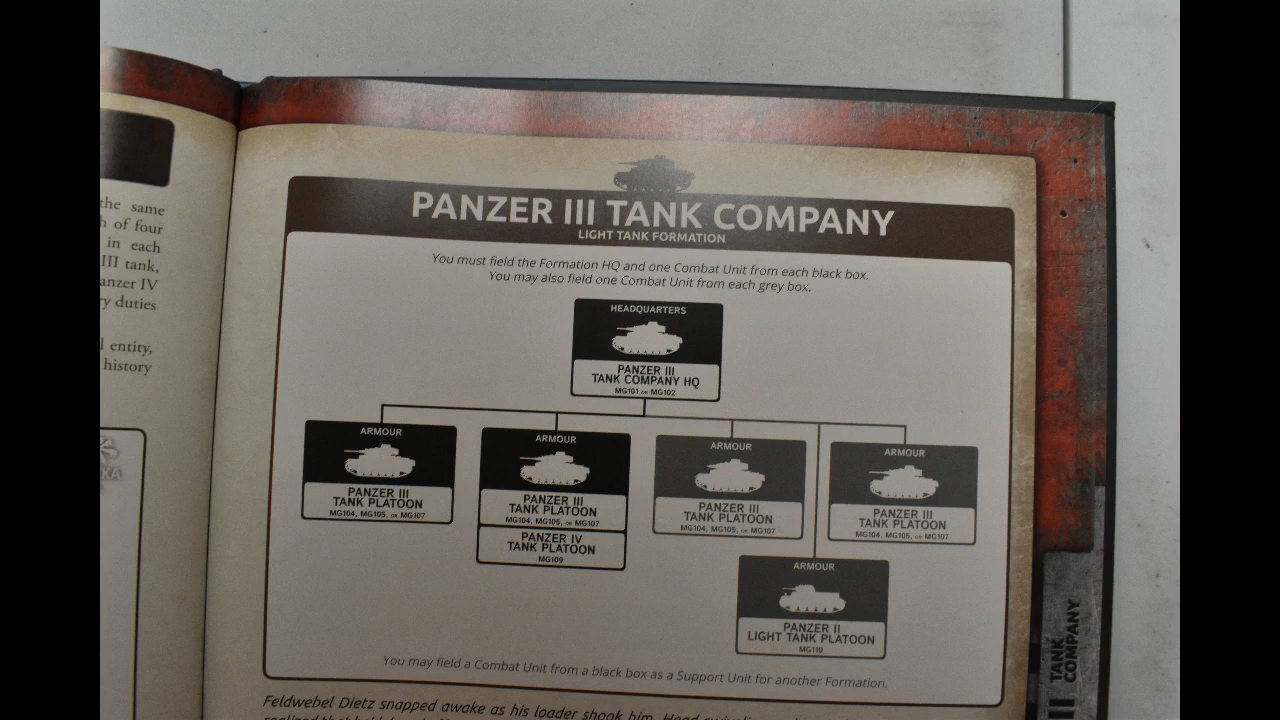 the same
h of four
in each
III tank,
anzer IV
ry duties
l entity,
history
KA
PANZER III TANK COMPANY
LIGHT TANK FORMATION
You must field the Formation HQ and one Combat Unit from each black box.
You may also field one Combat Unit from each grey box.
HEADQUARTERS
PANZER III
TANK COMPANY HQ
MG101 OR MG102
ARMOUR
PANZER III
TANK PLATOON
MG104, MG105, OR MG107
ARMOUR
PANZER III
TANK PLATOON
MG104, MG105, OR MG107
PANZER IV
TANK PLATOON
MG109
ARMOUR
PANZER III
TANK PLATOON
MG104, MG105, OR MG107
ARMOUR
PANZER III
TANK PLATOON
MG104, MG105, OR MG107
ARMOUR
PANZER II
LIGHT TANK PLATOON
MG110
You may field a Combat Unit from a black box as a Support Unit for another Formation.
Feldwebel Dietz snapped awake as his loader shook him.
TANK
COMPANY